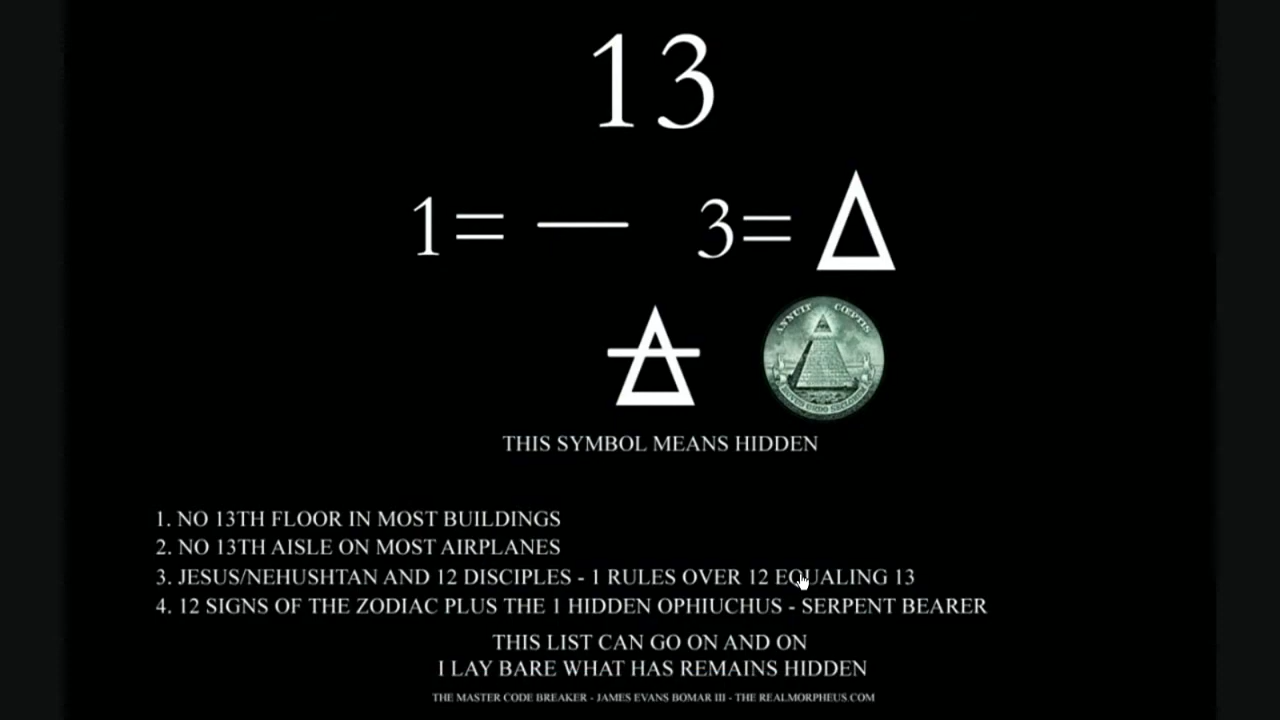 13
1 = — 3 = Δ
ANNUIT CŒPTIS
THIS SYMBOL MEANS HIDDEN
1. NO 13TH FLOOR IN MOST BUILDINGS
2. NO 13TH AISLE ON MOST AIRPLANES
3. JESUS/NEHUSHTAN AND 12 DISCIPLES - 1 RULES OVER 12 EQUALING 13
4. 12 SIGNS OF THE ZODIAC PLUS THE 1 HIDDEN OPHIUCHUS - SERPENT BEARER
THIS LIST CAN GO ON AND ON
I LAY BARE WHAT HAS REMAINS HIDDEN
THE MASTER CODE BREAKER - JAMES EVANS BOMAR III - THE REALMORPHEUS.COM